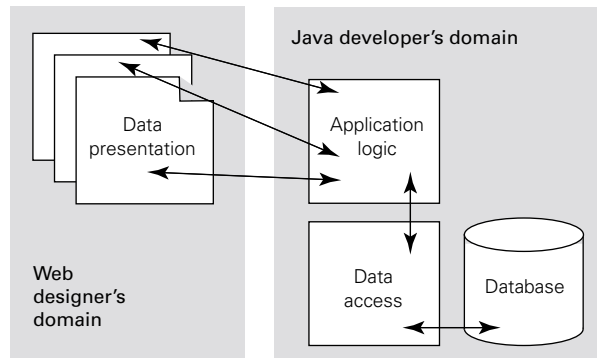 Java developer’s domain
Data
presentation
Application
logic
Web
designer’s
domain
Data
access
Database